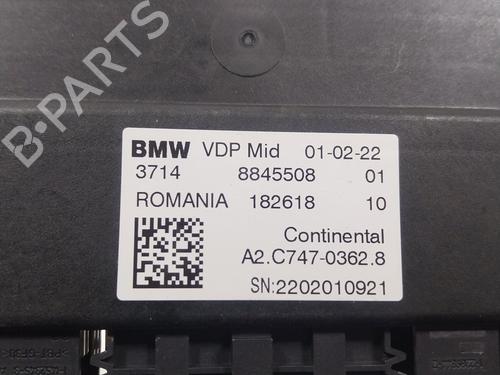 BMW VDP Mid 01-02-22
3714 8845508 01
ROMANIA 182618 10
Continental
A2.C747-0362.8
SN:2202010921